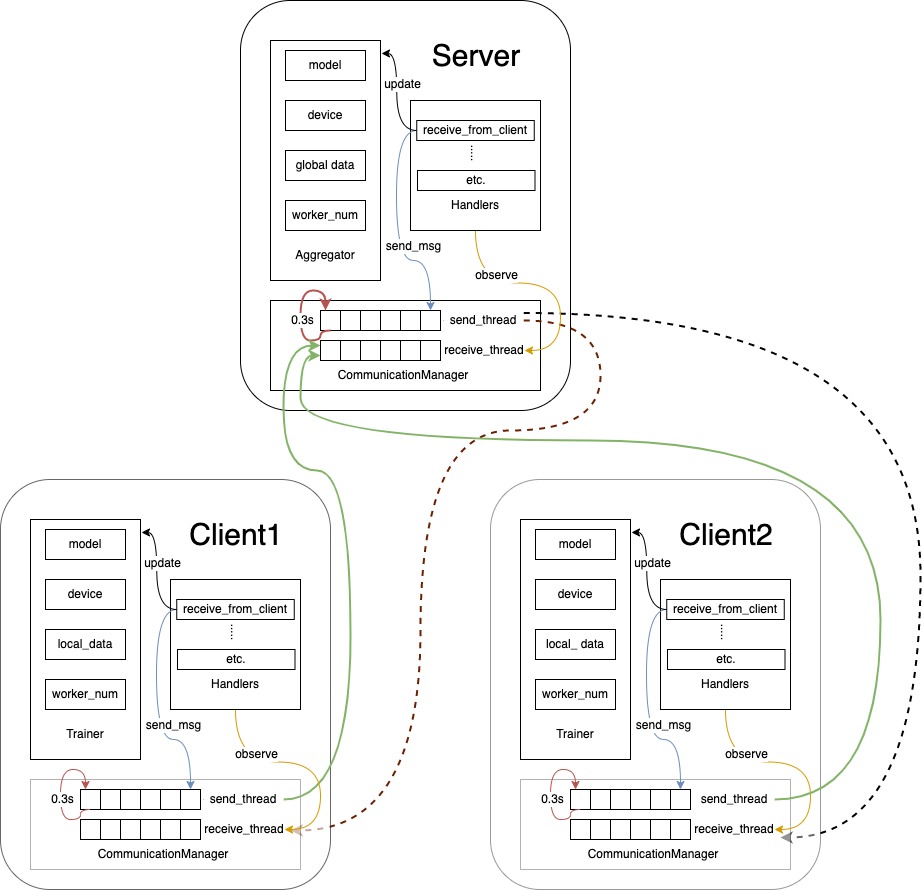 Server
model
update
device
receive_from_client
global data
etc.
Handlers
worker_num
send_msg
Aggregator
observe
0.3s
send_thread
receive_thread
CommunicationManager
Client1
model
update
device
receive_from_client
local_data
etc.
Handlers
worker_num
send_msg
Trainer
observe
0.3s
send_thread
receive_thread
CommunicationManager
Client2
model
update
device
receive_from_client
local_ data
etc.
Handlers
worker_num
send_msg
Trainer
observe
0.3s
send_thread
receive_thread
CommunicationManager